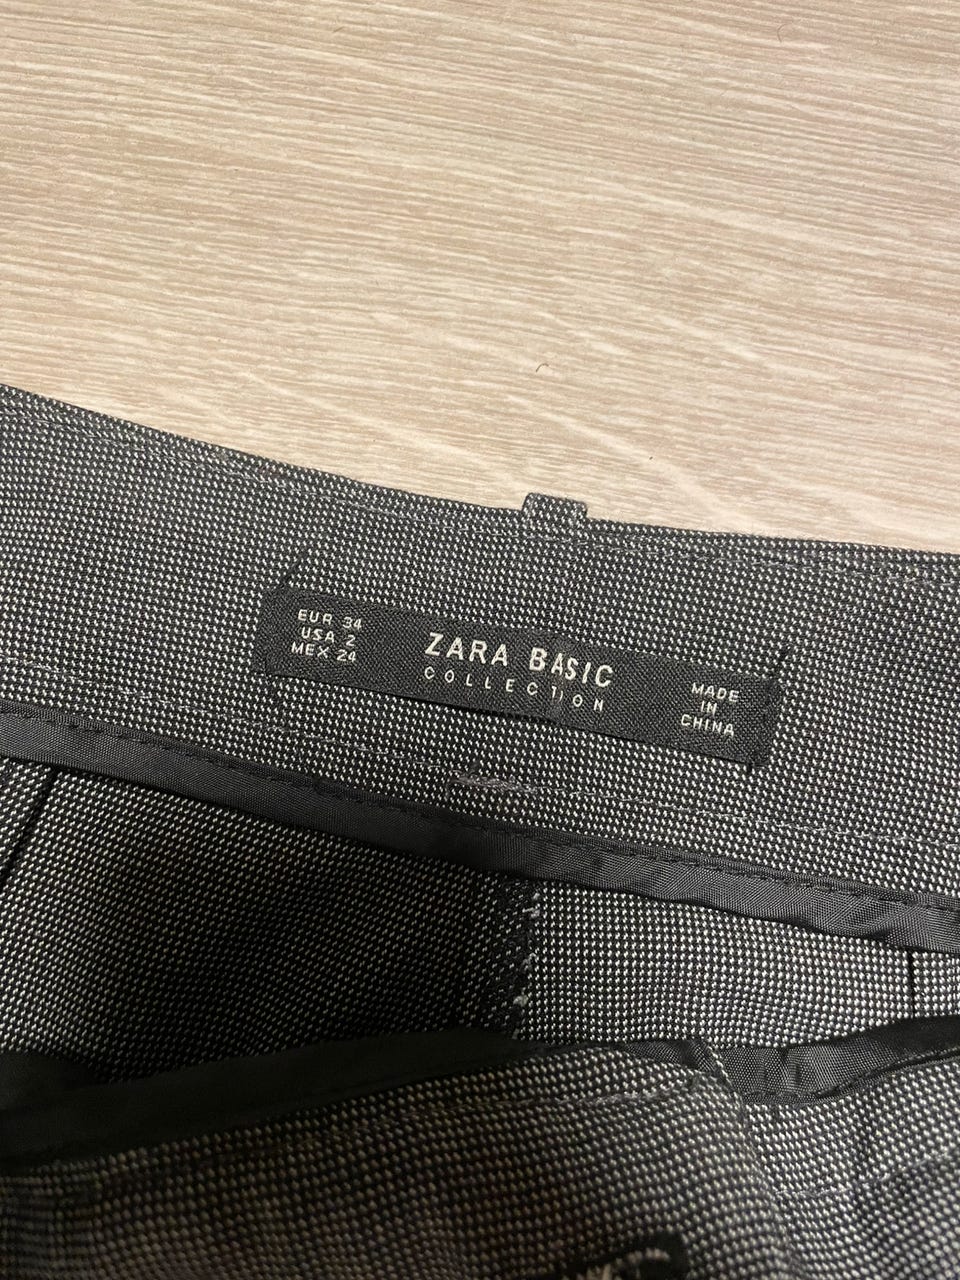 EUR 34
USA 2
MEX 24
ZARA BASIC
COLLECTION
MADE
IN
CHINA